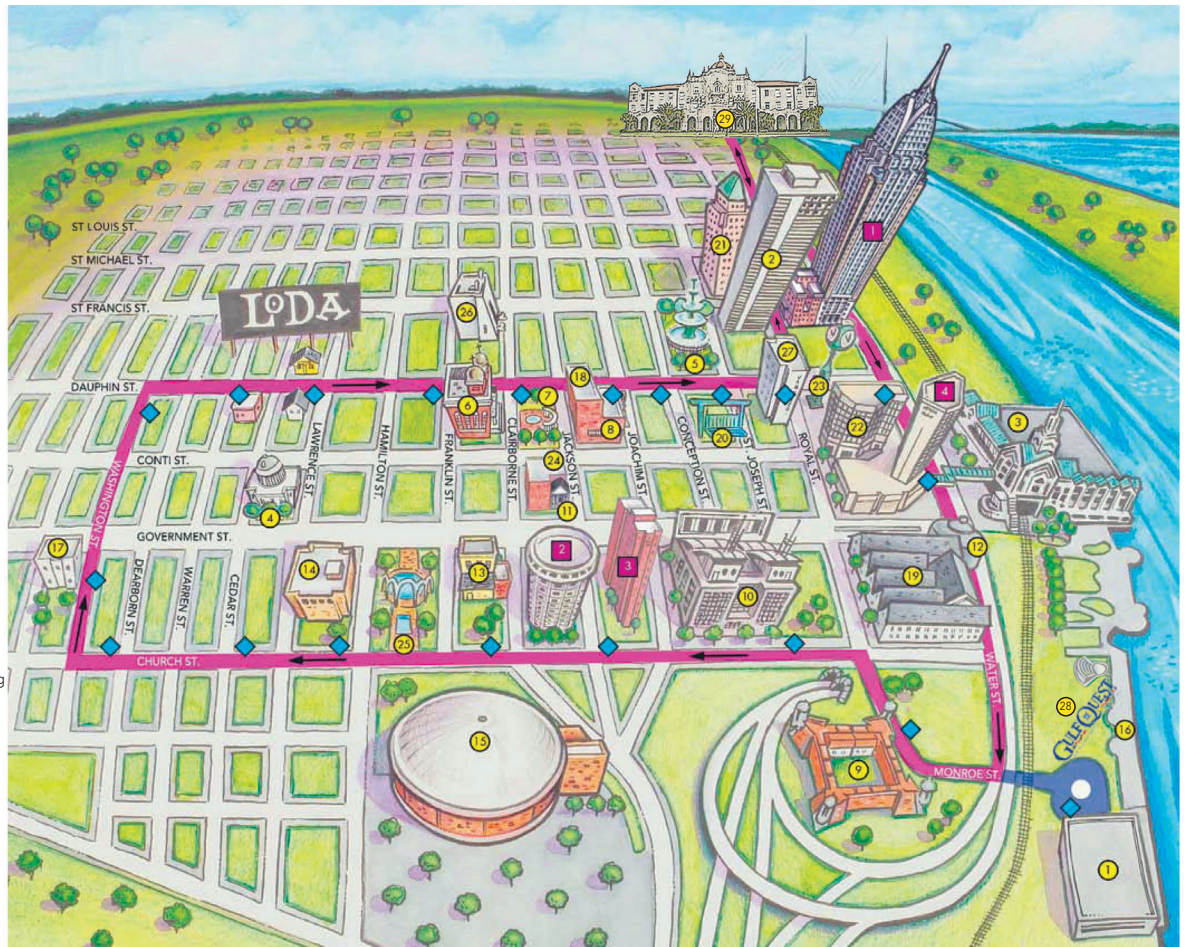 29
ST LOUIS ST.
1
21
2
ST MICHAEL ST.
ST FRANCIS ST.
LODA
26
27
5
DAUPHIN ST.
18
23
4
7
6
8
22
3
20
LAWRENCE ST.
HAMILTON ST.
FRANKLIN ST.
CLAIBORNE ST.
JACKSON ST.
JOACHIM ST.
CONCEPTION ST.
ST. JOSEPH ST.
ROYAL ST.
CONTI ST.
24
WASHINGTON ST.
4
11
GOVERNMENT ST.
17
2
12
14
13
3
19
10
DEARBORN ST.
WARREN ST.
CEDAR ST.
25
CHURCH ST.
g
WATER ST.
28
GULFQUEST
16
15
9
MONROE ST.
1